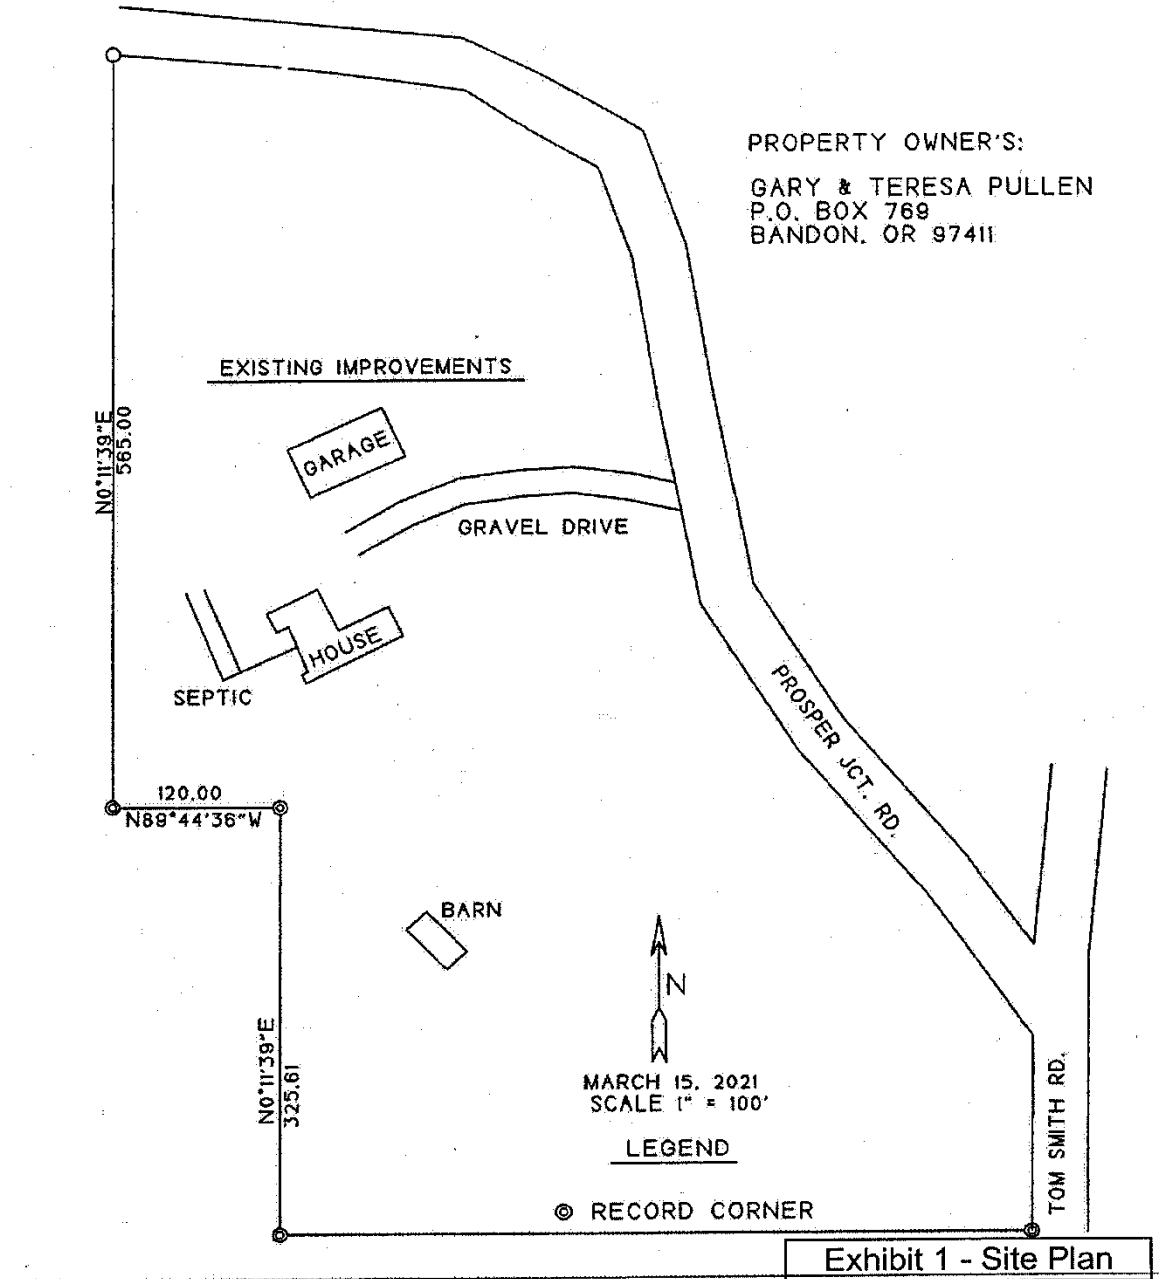 PROPERTY OWNER'S:
GARY & TERESA PULLEN
P.O. BOX 769
BANDON. OR 97411
EXISTING IMPROVEMENTS
GARAGE
GRAVEL DRIVE
N0°11'39"E
565.00
HOUSE
SEPTIC
PROSPER JCT. RD.
120.00
N89°44'36"W
BARN
N
N0°11'39"E
325.61
MARCH 15, 2021
SCALE 1" = 100'
LEGEND
RECORD CORNER
TOM SMITH RD.
Exhibit 1 - Site Plan